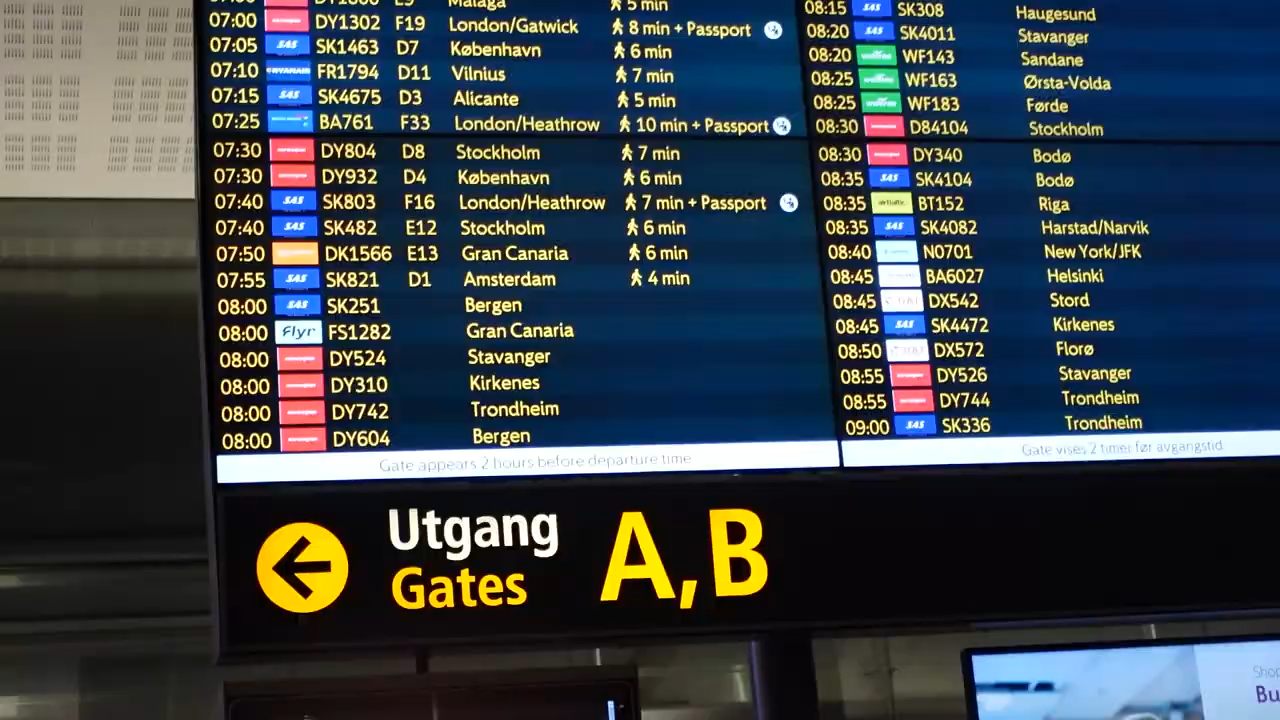 07:00 DY1302 F19 London/Gatwick 8 min + Passport
07:05 SAS SK1463 D7 København 6 min
07:10 RYANAIR FR1794 D11 Vilnius 7 min
07:15 SAS SK4675 D3 Alicante 5 min
07:25 BA761 F33 London/Heathrow 10 min + Passport
07:30 DY804 D8 Stockholm 7 min
07:30 DY932 D4 København 6 min
07:40 SAS SK803 F16 London/Heathrow 7 min + Passport
07:40 SAS SK482 E12 Stockholm 6 min
07:50 DK1566 E13 Gran Canaria 6 min
07:55 SAS SK821 D1 Amsterdam 4 min
08:00 SAS SK251 Bergen
08:00 Flyr FS1282 Gran Canaria
08:00 DY524 Stavanger
08:00 DY310 Kirkenes
08:00 DY742 Trondheim
08:00 DY604 Bergen
Gate appears 2 hours before departure time
08:15 SAS SK308 Haugesund
08:20 SAS SK4011 Stavanger
08:20 WF143 Sandane
08:25 WF163 Ørsta-Volda
08:25 WF183 Førde
08:30 D84104 Stockholm
08:30 DY340 Bodø
08:35 SAS SK4104 Bodø
08:35 airBaltic BT152 Riga
08:35 SAS SK4082 Harstad/Narvik
08:40 N0701 New York/JFK
08:45 BA6027 Helsinki
08:45 DX542 Stord
08:45 SAS SK4472 Kirkenes
08:50 DX572 Florø
08:55 DY526 Stavanger
08:55 DY744 Trondheim
09:00 SAS SK336 Trondheim
Gate vises 2 timer før avgangstid
Utgang
Gates
A, B